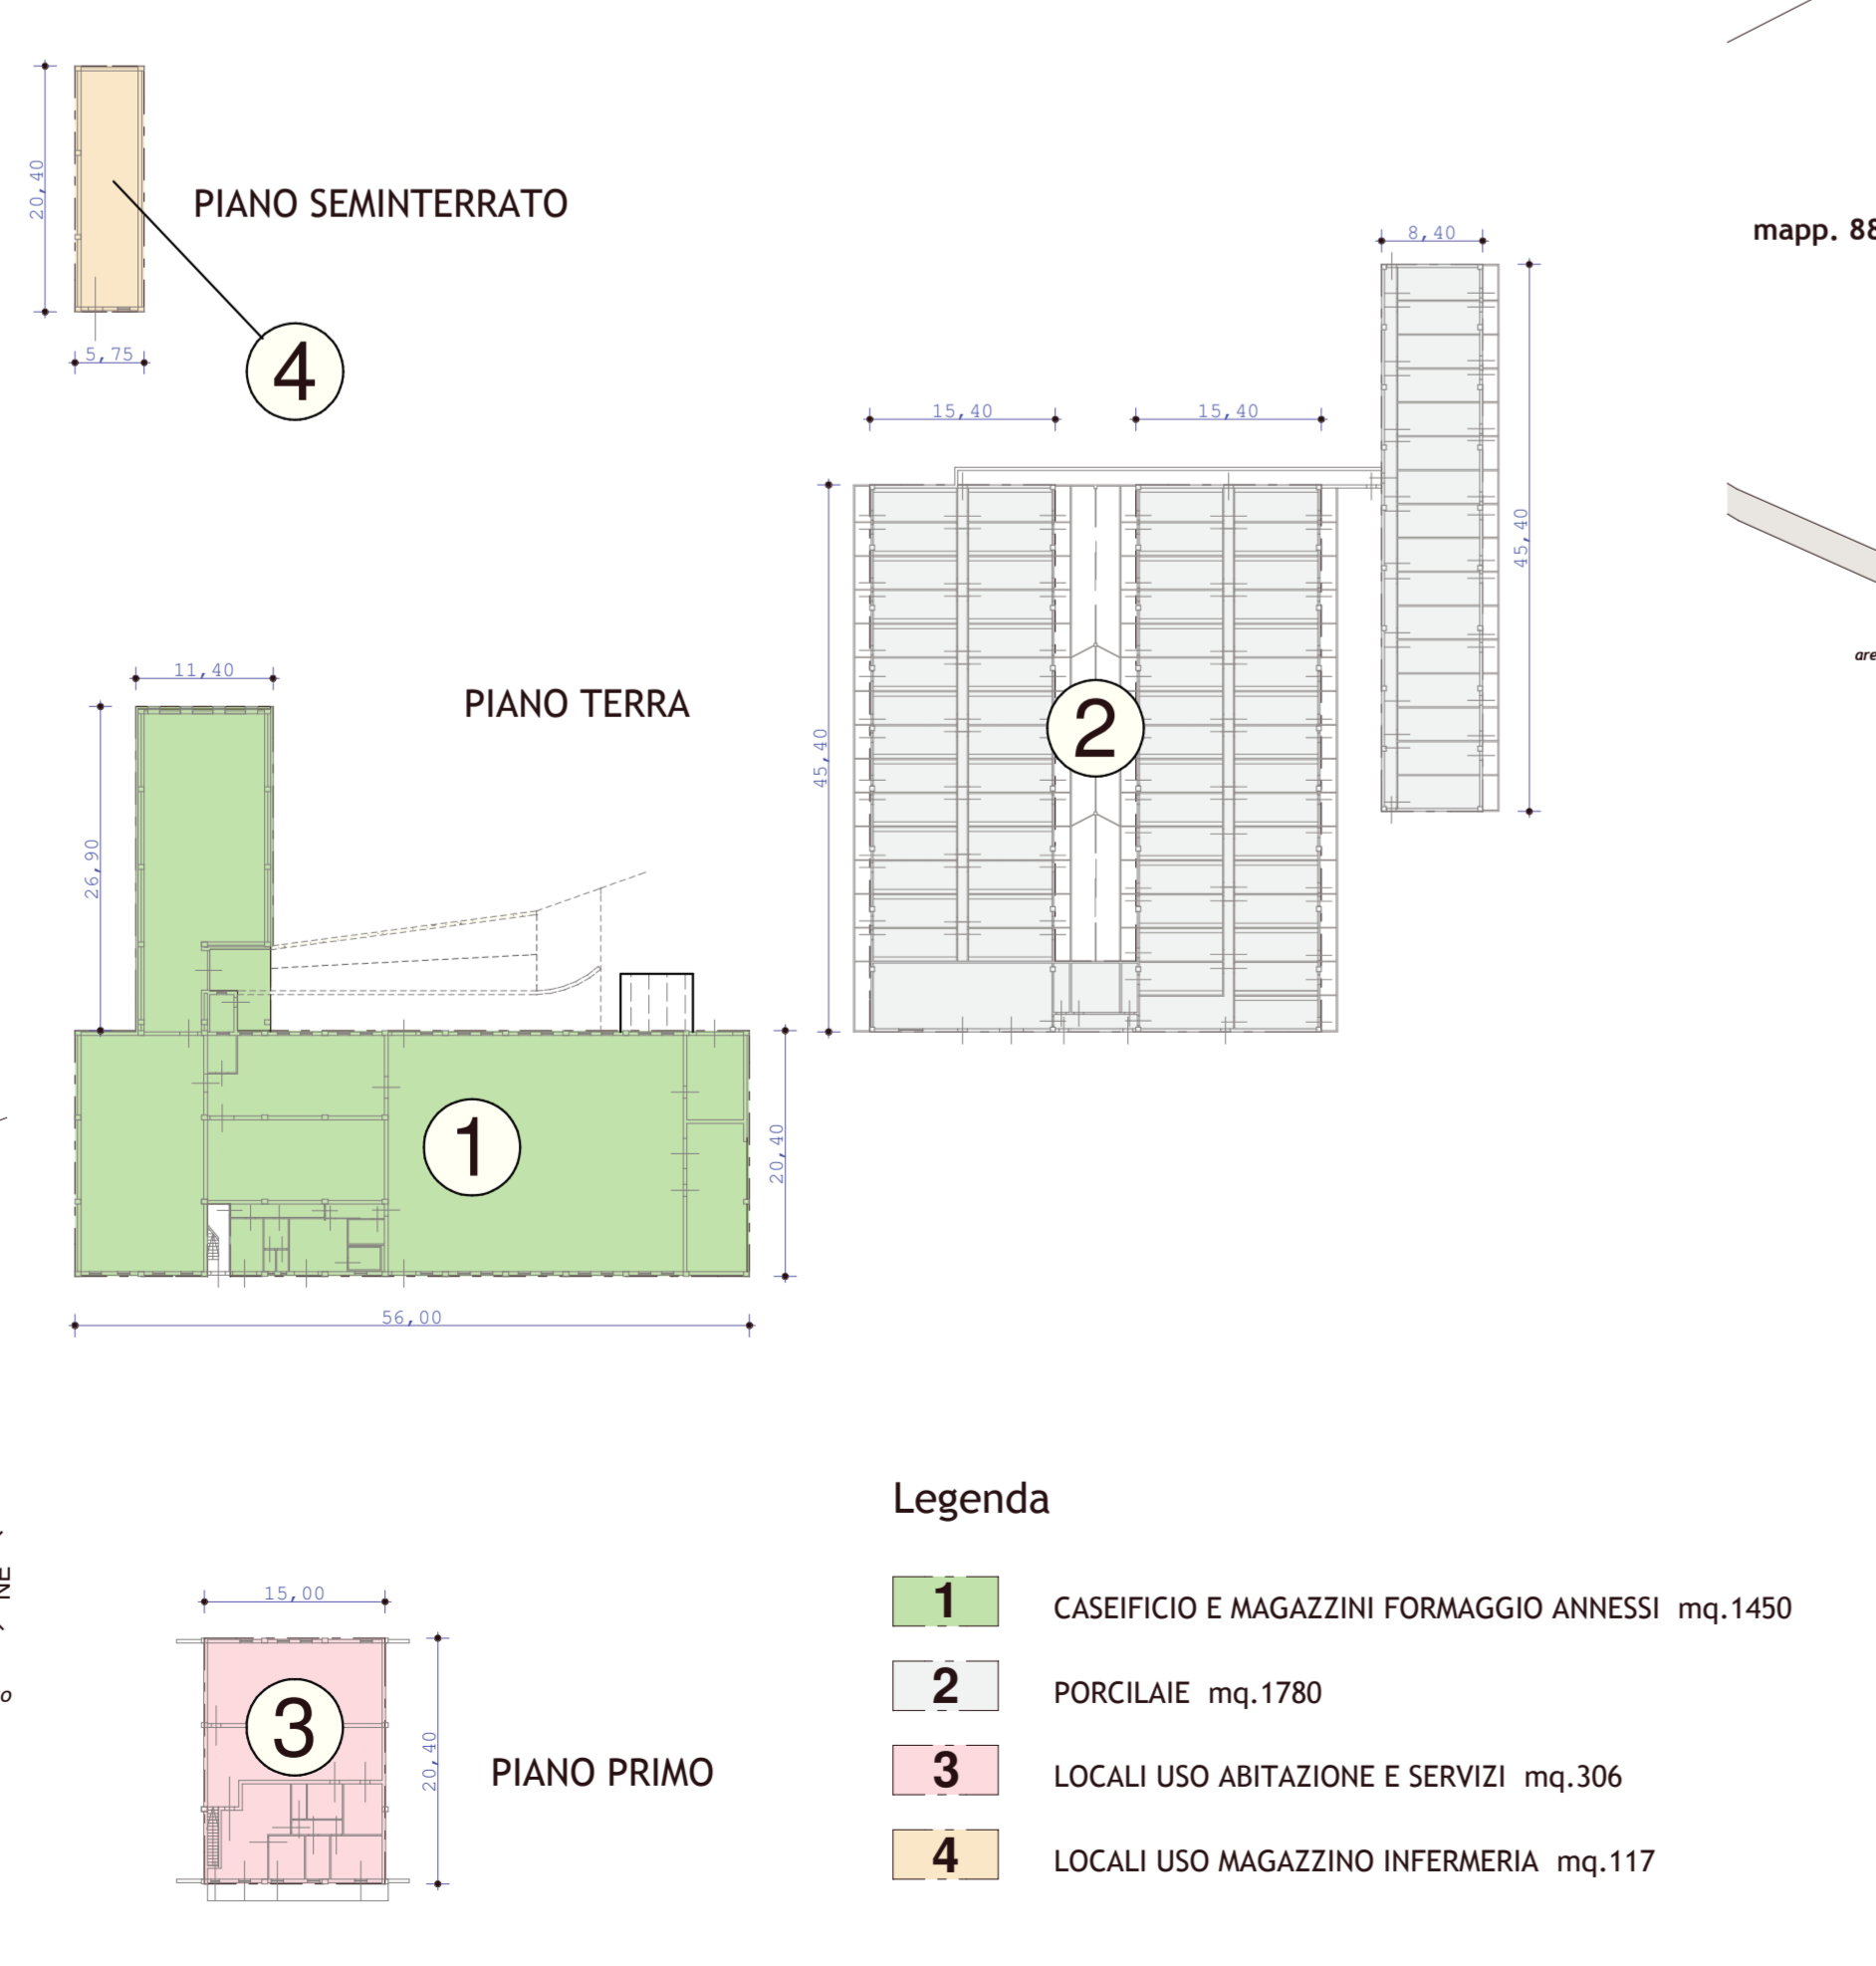 20,40
PIANO SEMINTERRATO
5,75
4
mapp. 88
8,40
15,40
15,40
45,40
45,40
2
11,40
PIANO TERRA
26,90
1
20,40
56,00
are
NE
o
15,00
3
20,40
PIANO PRIMO
Legenda
1 CASEIFICIO E MAGAZZINI FORMAGGIO ANNESSI mq.1450
2 PORCILAIE mq.1780
3 LOCALI USO ABITAZIONE E SERVIZI mq.306
4 LOCALI USO MAGAZZINO INFERMERIA mq.117